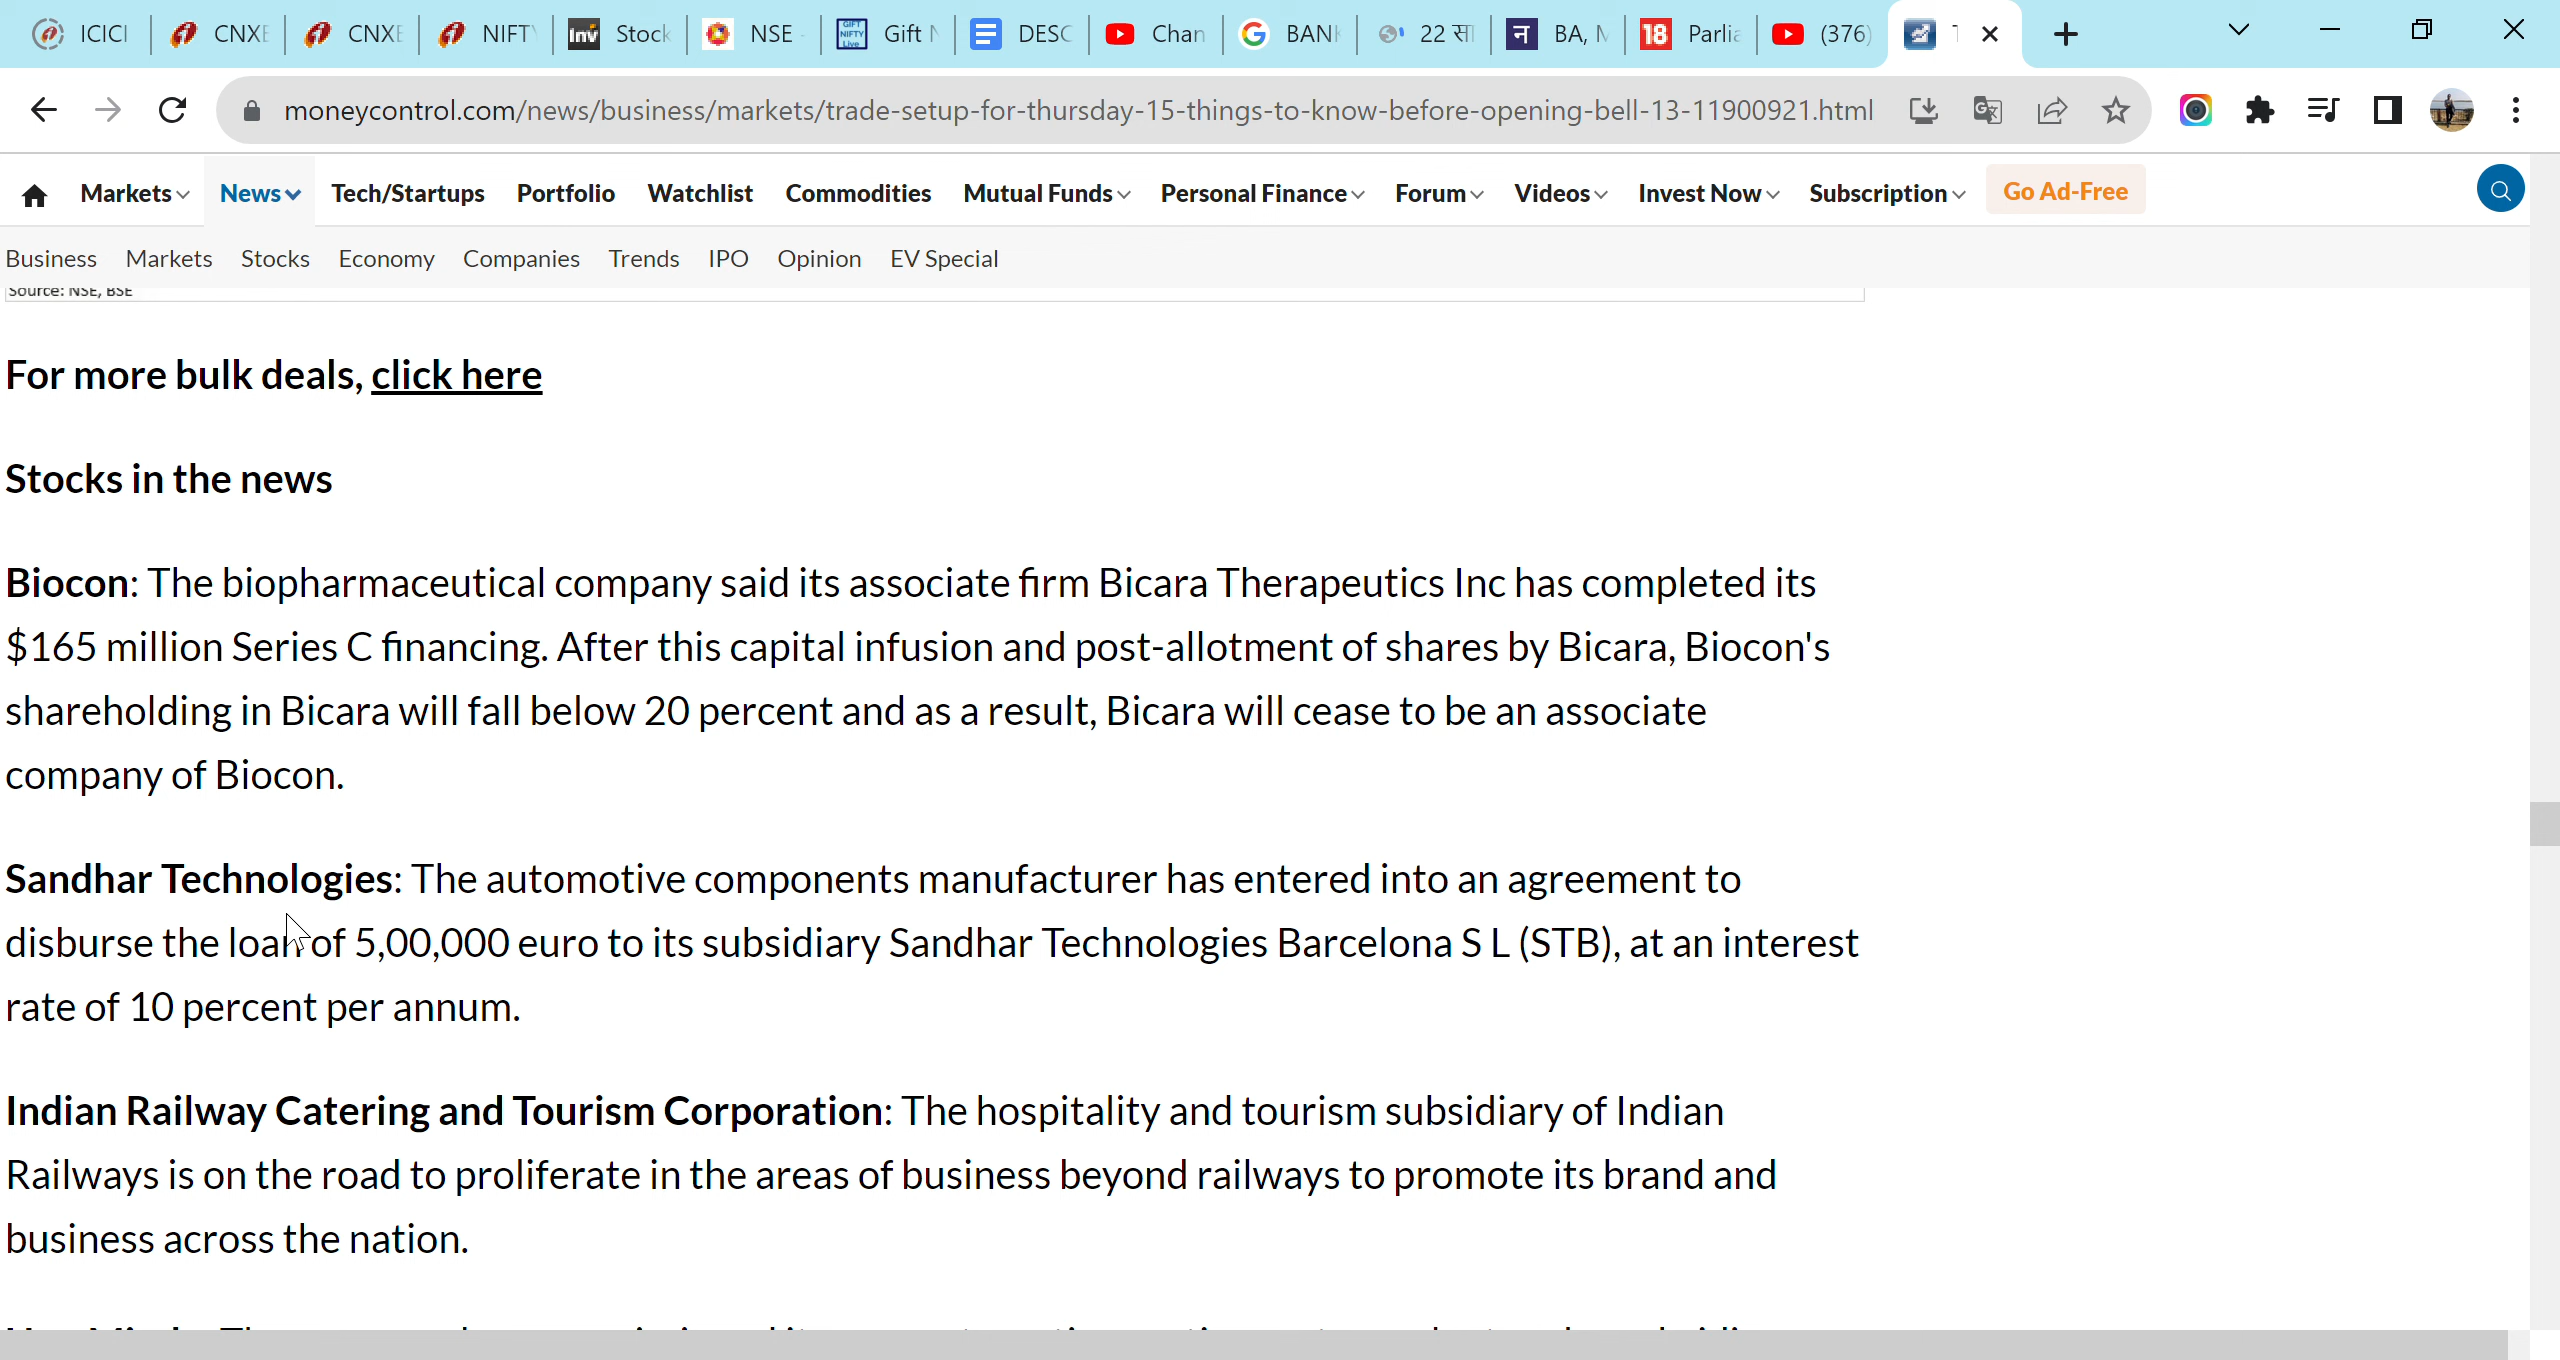 ICICI CNXE CNXE NIFTY Stock NSE - Gift N DESC Chan BANK 22 सा BA, M Parlia (376)
moneycontrol.com/news/business/markets/trade-setup-for-thursday-15-things-to-know-before-opening-bell-13-11900921.html
Markets News Tech/Startups Portfolio Watchlist Commodities Mutual Funds Personal Finance Forum Videos Invest Now Subscription Go Ad-Free
Business Markets Stocks Economy Companies Trends IPO Opinion EV Special
Source: NSE, BSE
For more bulk deals, click here
Stocks in the news
Biocon: The biopharmaceutical company said its associate firm Bicara Therapeutics Inc has completed its
$165 million Series C financing. After this capital infusion and post-allotment of shares by Bicara, Biocon's
shareholding in Bicara will fall below 20 percent and as a result, Bicara will cease to be an associate
company of Biocon.
Sandhar Technologies: The automotive components manufacturer has entered into an agreement to
disburse the loan of 5,00,000 euro to its subsidiary Sandhar Technologies Barcelona S L (STB), at an interest
rate of 10 percent per annum.
Indian Railway Catering and Tourism Corporation: The hospitality and tourism subsidiary of Indian
Railways is on the road to proliferate in the areas of business beyond railways to promote its brand and
business across the nation.